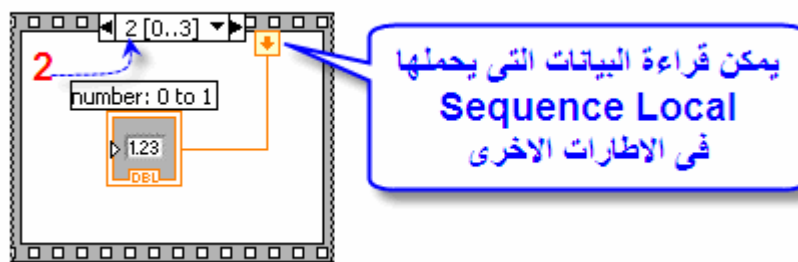 2 [0..3]
2
number: 0 to 1
1.23
DBL
يمكن قراءة البيانات التى يحملها
Sequence Local
فى الاطارات الاخرى